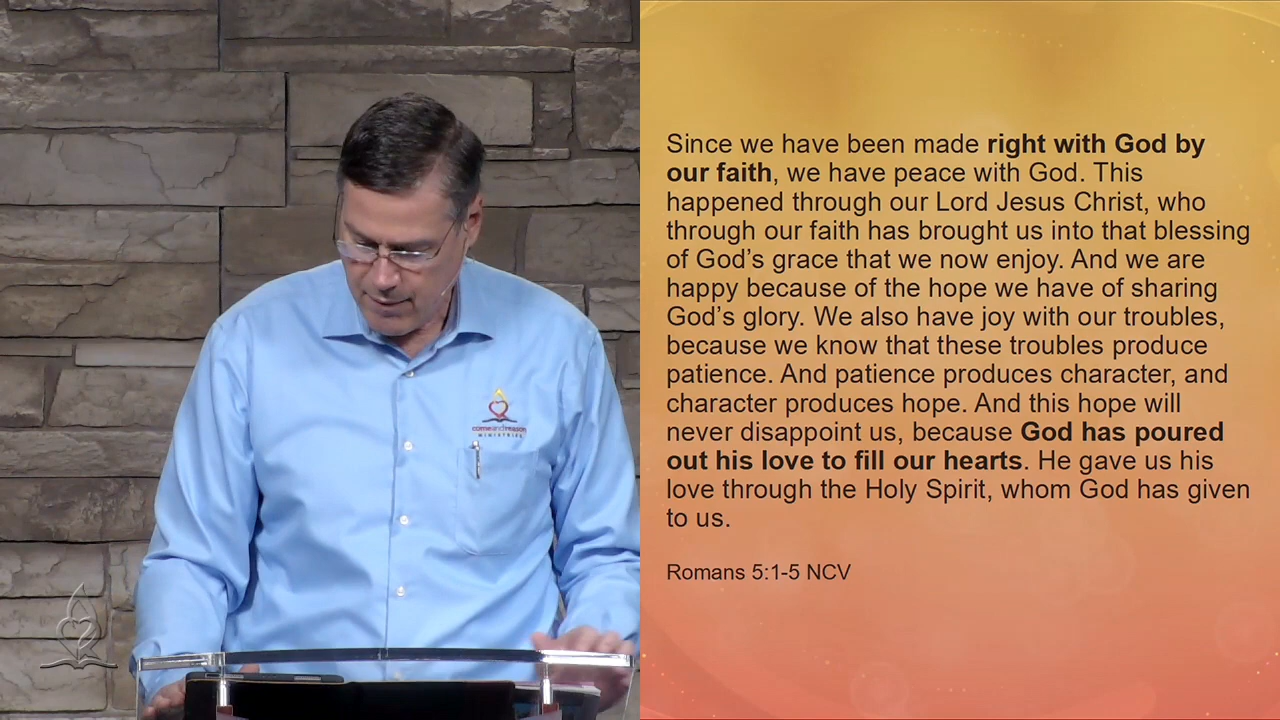 Since we have been made right with God by
our faith, we have peace with God. This
happened through our Lord Jesus Christ, who
through our faith has brought us into that blessing
of God’s grace that we now enjoy. And we are
happy because of the hope we have of sharing
God’s glory. We also have joy with our troubles,
because we know that these troubles produce
patience. And patience produces character, and
character produces hope. And this hope will
never disappoint us, because God has poured
out his love to fill our hearts. He gave us his
love through the Holy Spirit, whom God has given
to us.
Romans 5:1-5 NCV
comeandreason
MINISTRIES